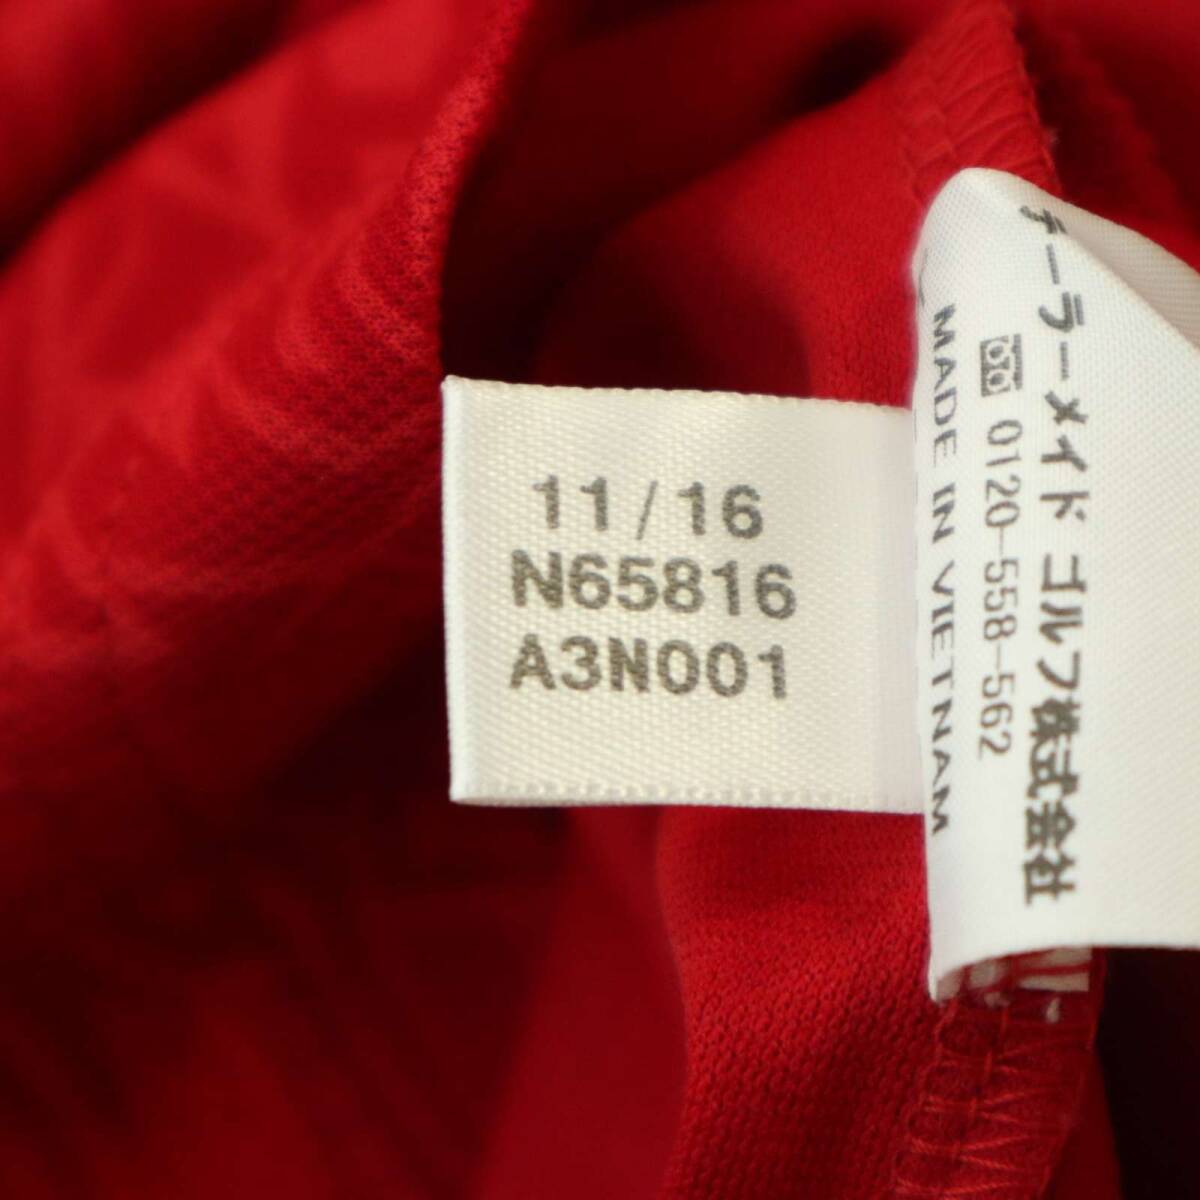 11/16
N65816
A3N001
テーラーメイド ゴルフ株式会社
0120-558-562
MADE IN VIETNAM